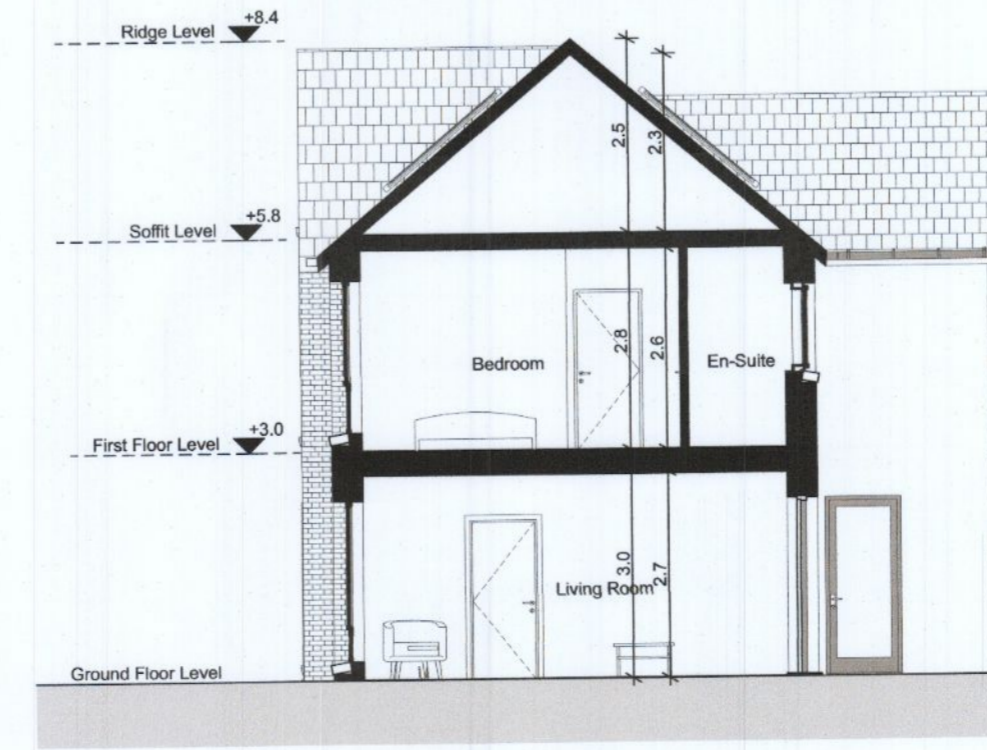 +8.4
Ridge Level
2.5
2.3
+5.8
Soffit Level
2.8
2.6
Bedroom
En-Suite
+3.0
First Floor Level
3.0
2.7
Living Room
Ground Floor Level